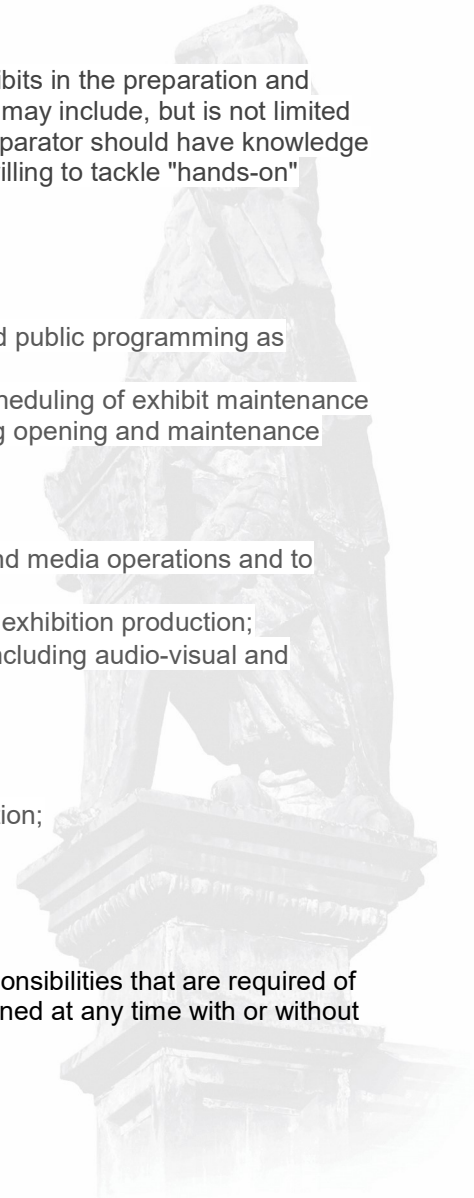 ibits in the preparation and
may include, but is not limited
parator should have knowledge
illing to tackle "hands-on"
d public programming as
heduling of exhibit maintenance
g opening and maintenance
nd media operations and to
exhibition production;
ncluding audio-visual and
ion;
onsibilities that are required of
ned at any time with or without